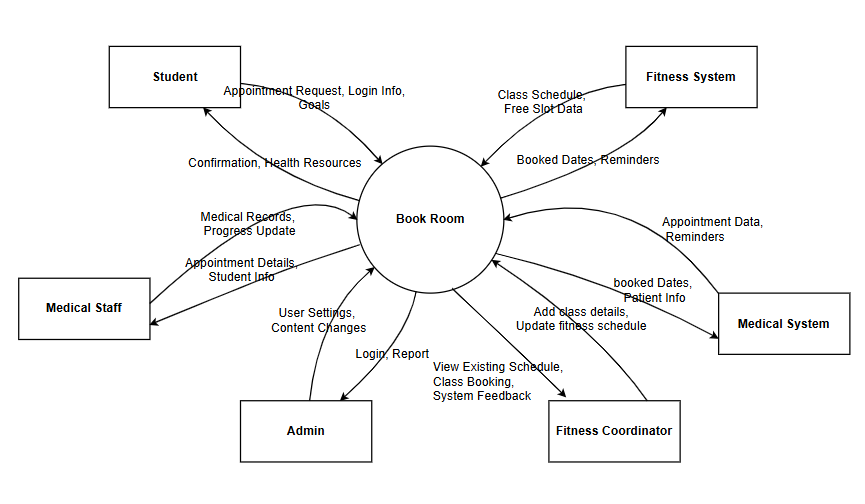 Student
Fitness System
Appointment Request, Login Info,
Goals
Class Schedule,
Free Slot Data
Confirmation, Health Resources
Booked Dates, Reminders
Book Room
Medical Records,
Progress Update
Appointment Data,
Reminders
Appointment Details,
Student Info
booked Dates,
Patient Info
Medical Staff
User Settings,
Content Changes
Add class details,
Update fitness schedule
Medical System
Login, Report
View Existing Schedule,
Class Booking,
System Feedback
Admin
Fitness Coordinator